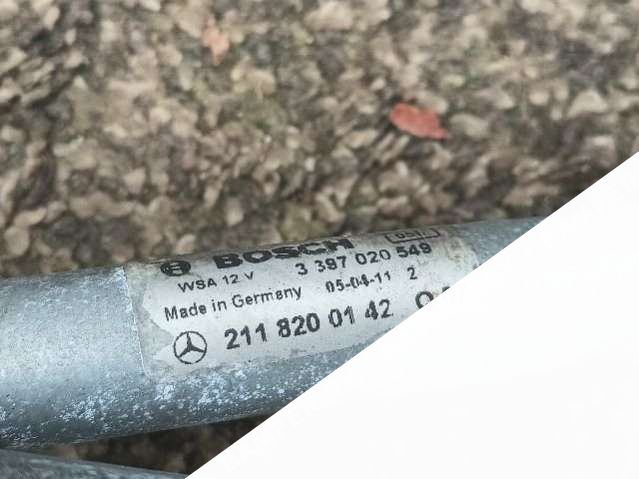 BOSCH
WSA 12 V 3 397 020 549
Made in Germany 05-04-11 2
211 820 01 42